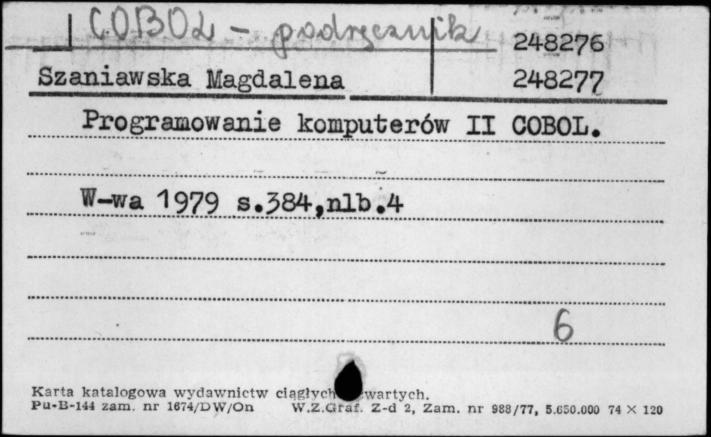 COBOL - podręcznik
248276
Szaniawska Magdalena 248277
Programowanie komputerów II COBOL.
W-wa 1979 s.384,nlb.4
6
Karta katalogowa wydawnictw ciągłych wartych.
Pu-B-144 zam. nr 1674/DW/On W.Z.Graf. Z-d 2, Zam. nr 988/77, 5.650.000 74 × 120